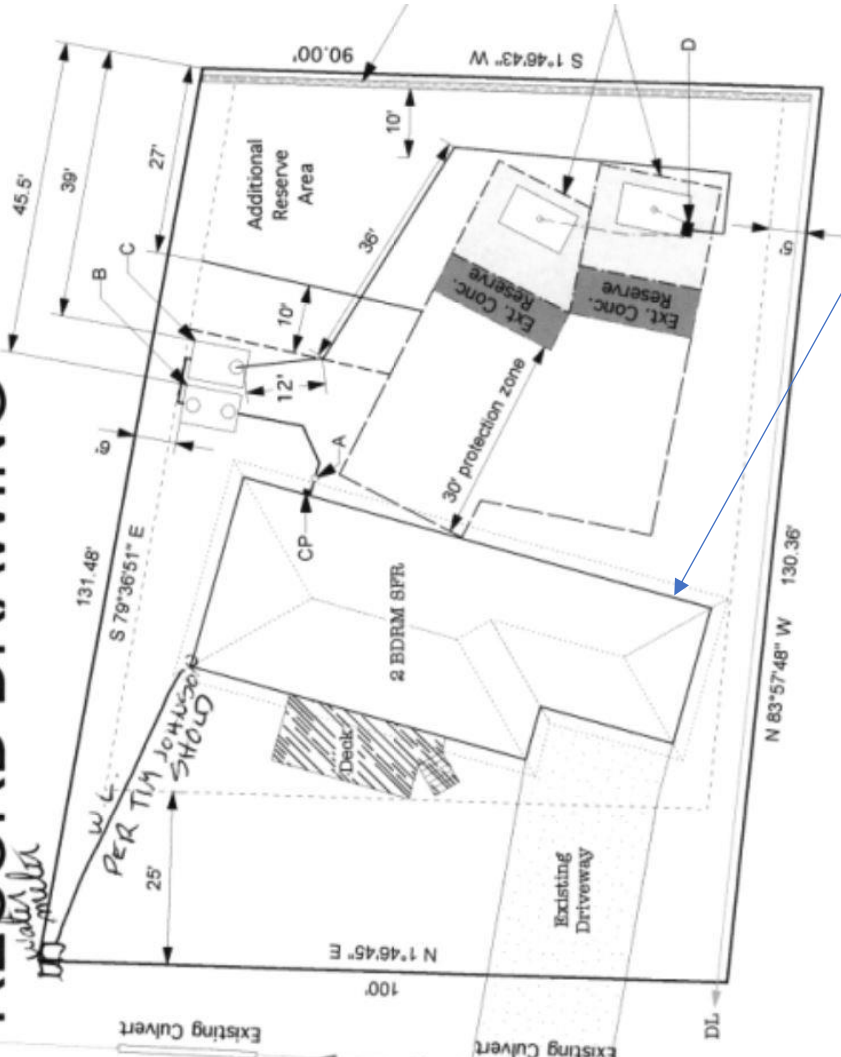 90.00'
S 1°46'43" W
D
45.5'
39'
27'
10'
Additional
Reserve
Area
B
C
36'
5'
10'
Ext. Conc.
Reserve
Ext. Conc.
Reserve
12'
6'
A
30' protection zone
CP
131.48'
S 79°36'51" E
2 BDRM SFR
N 83°57'48" W 130.36'
W L
PER TIM JOHNSON
SHOLD
Deck
25'
Existing
Driveway
water
meter
N 1°46'45" E
100'
DL
Existing Culvert
Existing Culvert